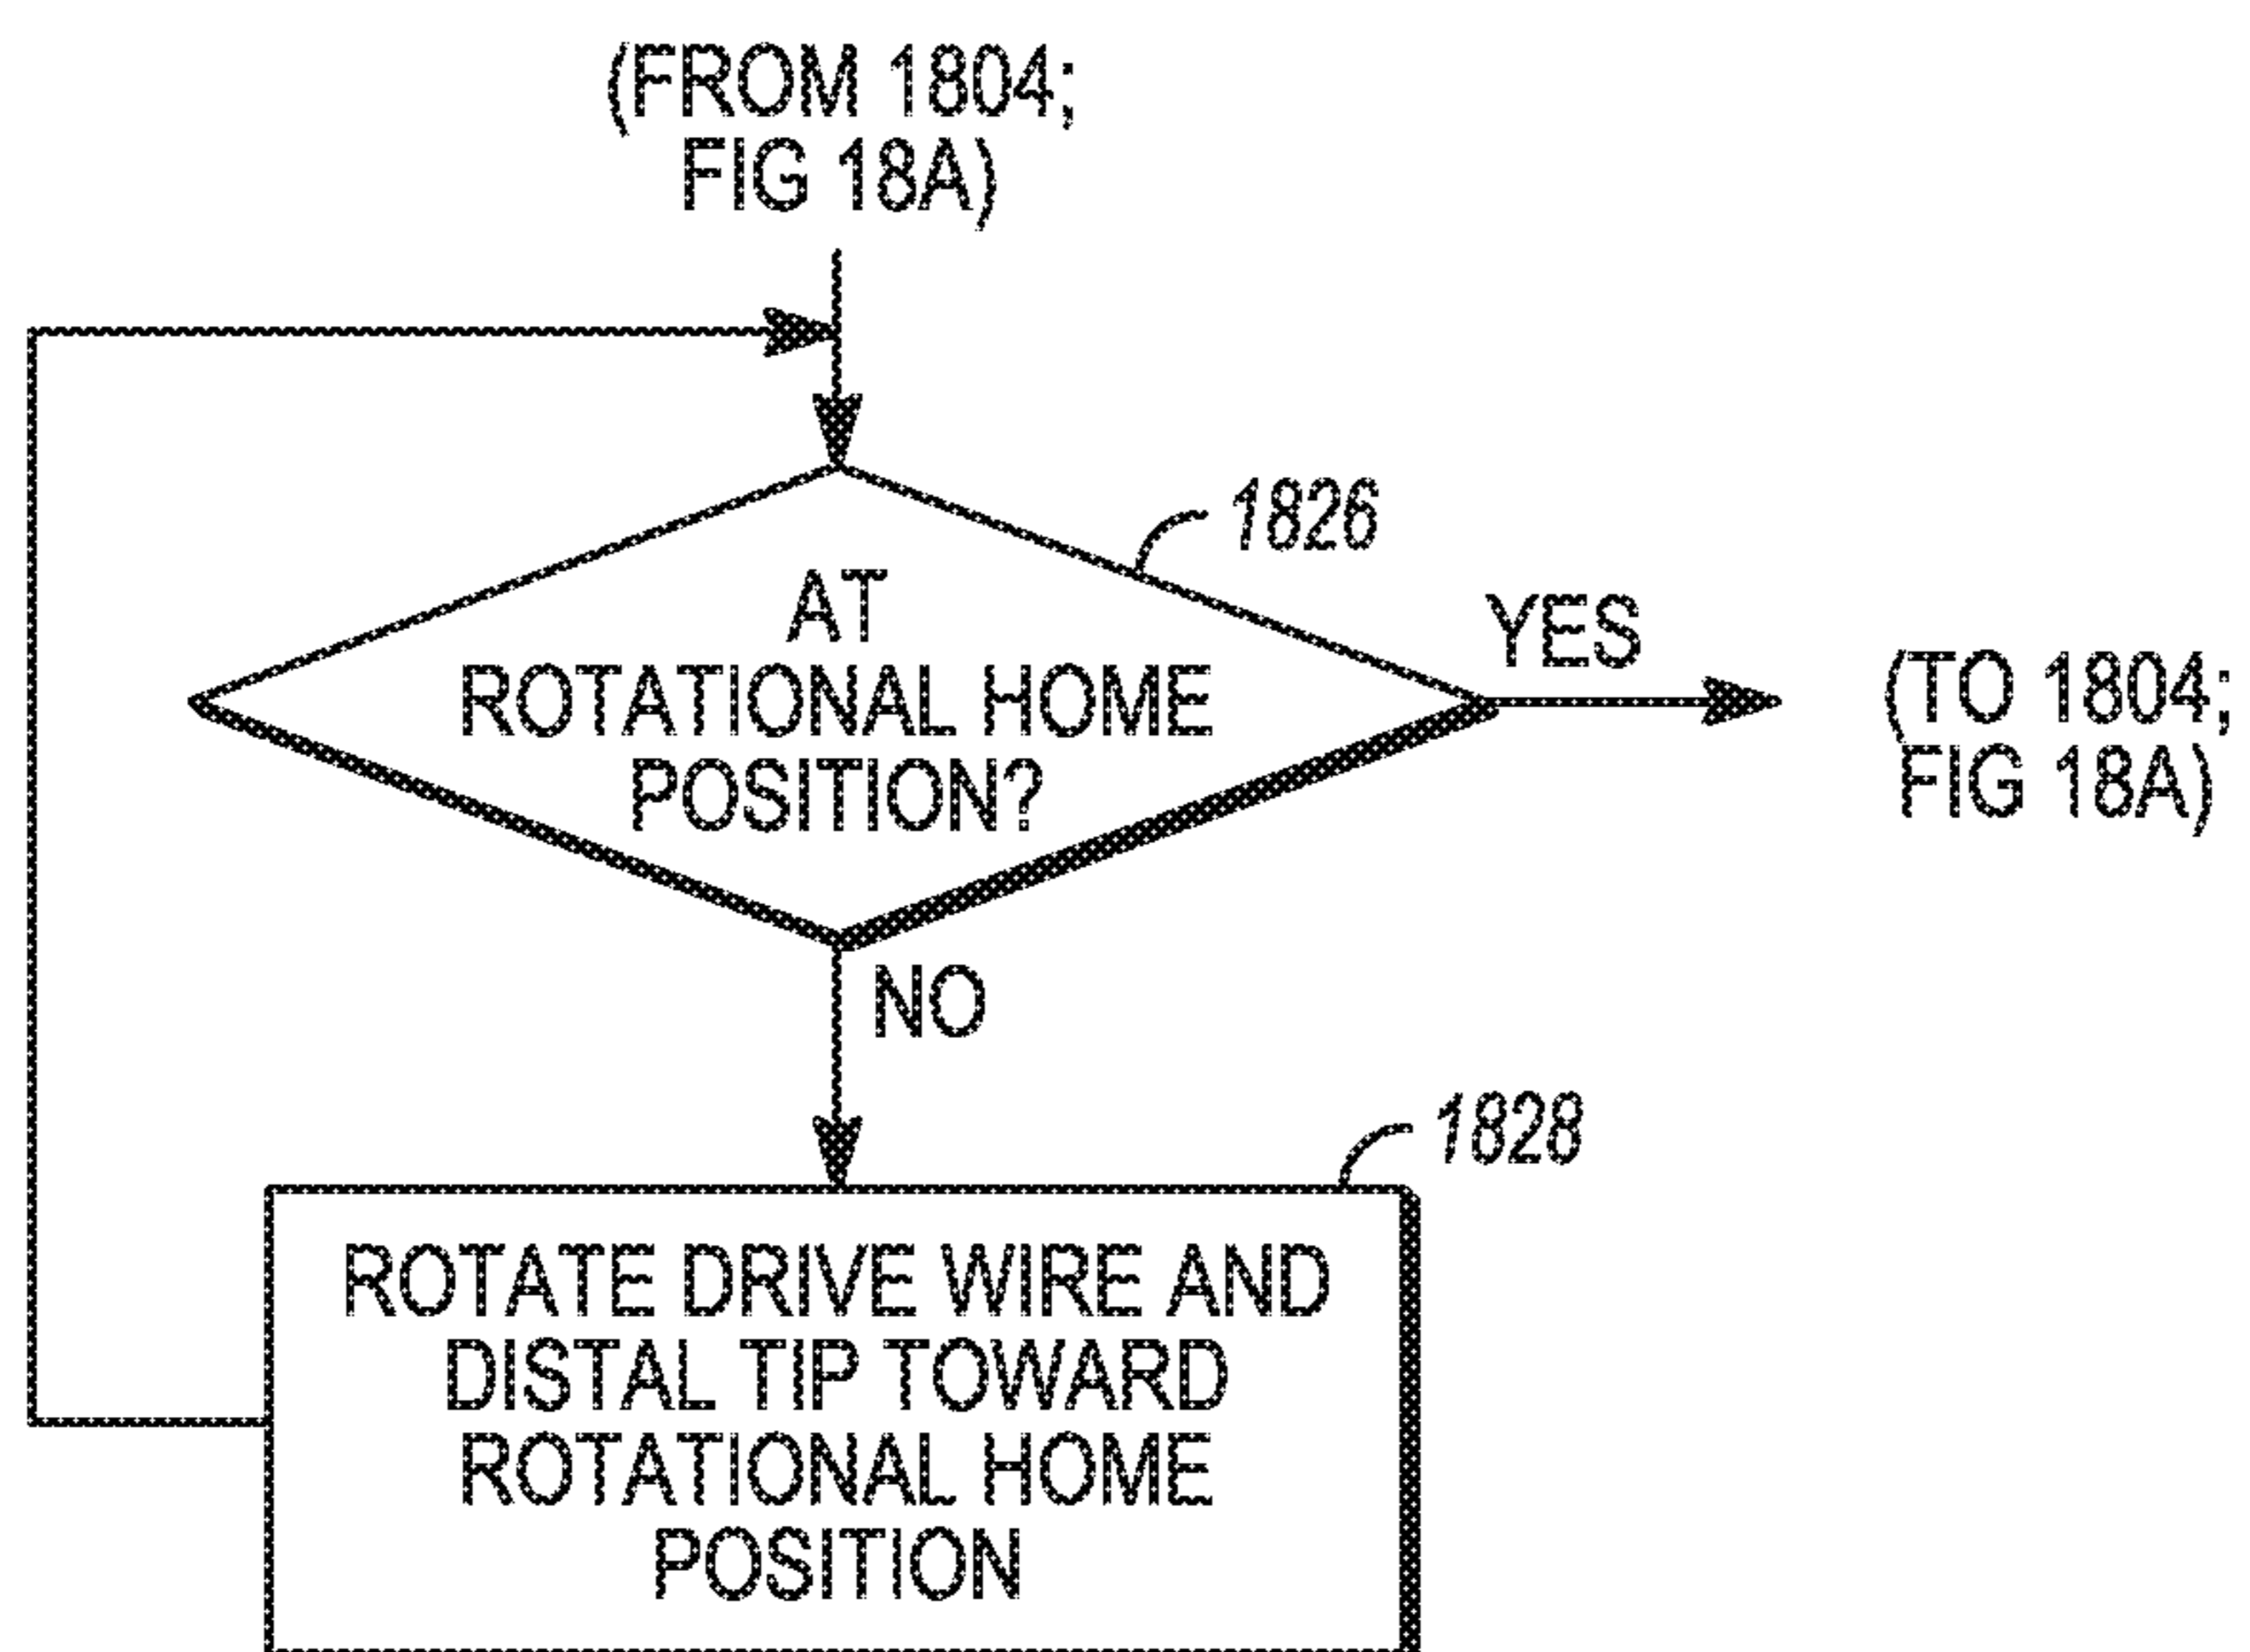 (FROM 1804;
FIG 18A)
1826
AT
ROTATIONAL HOME
POSITION?
YES
(TO 1804;
FIG 18A)
NO
1828
ROTATE DRIVE WIRE AND
DISTAL TIP TOWARD
ROTATIONAL HOME
POSITION